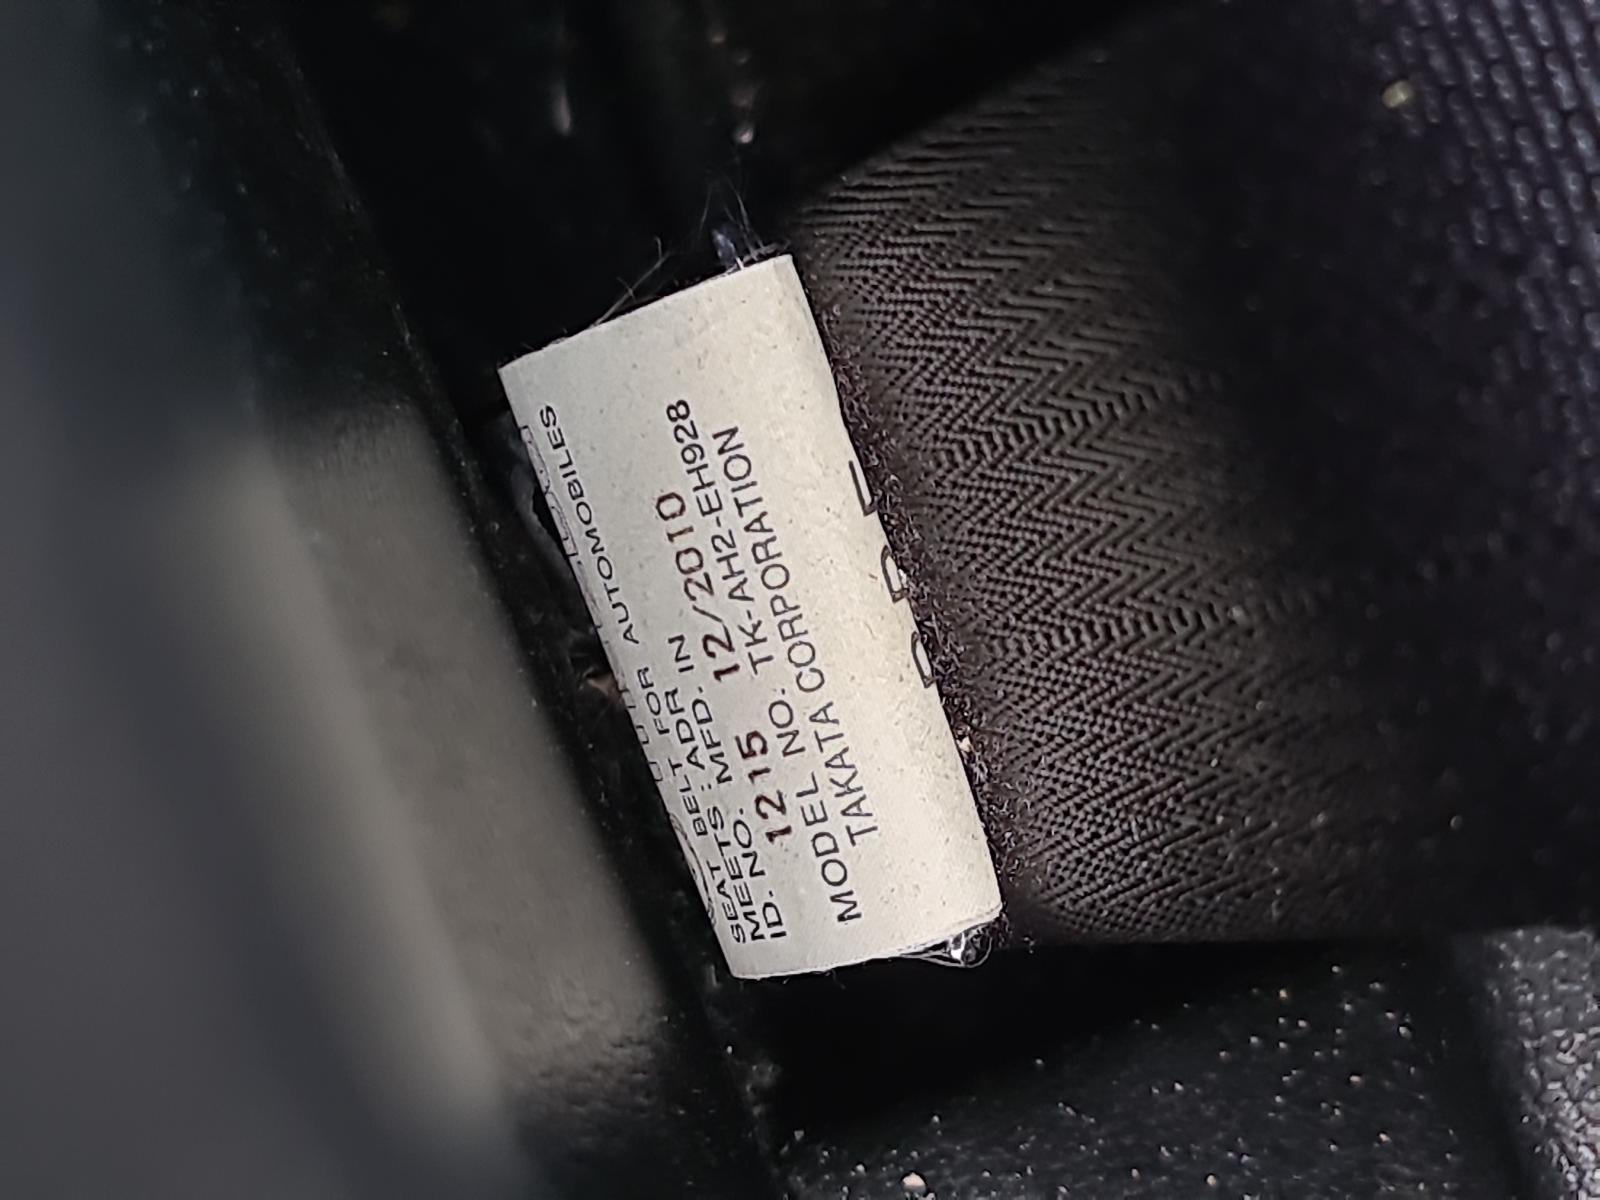 AUTOMOBILES
FOR
SEAT BELT ADR IN
MEETS : MFD. 12/2010
ID. NO. TK-AH2-EHH928
1215
MODEL NO.
TAKATA CORPORATION